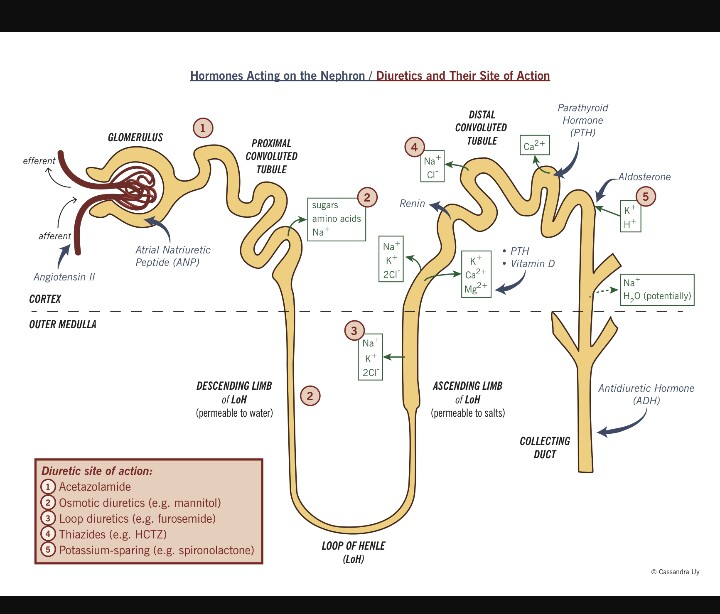 Hormones Acting on the Nephron / Diuretics and Their Site of Action
GLOMERULUS
efferent
afferent
Angiotensin II
Atrial Natriuretic
Peptide (ANP)
1
PROXIMAL
CONVOLUTED
TUBULE
2
sugars
amino acids
Na⁺
CORTEX
OUTER MEDULLA
DESCENDING LIMB
of LoH
(permeable to water)
2
LOOP OF HENLE
(LoH)
3
Na⁺
K⁺
2Cl⁻
ASCENDING LIMB
of LoH
(permeable to salts)
Na⁺
K⁺
2Cl⁻
K⁺
Ca²⁺
Mg²⁺
• PTH
• Vitamin D
Renin
4
Na⁺
Cl⁻
DISTAL
CONVOLUTED
TUBULE
Ca²⁺
Parathyroid
Hormone
(PTH)
Aldosterone
5
K⁺
H⁺
Na⁺
H₂O (potentially)
Antidiuretic Hormone
(ADH)
COLLECTING
DUCT
Diuretic site of action:
1 Acetazolamide
2 Osmotic diuretics (e.g. mannitol)
3 Loop diuretics (e.g. furosemide)
4 Thiazides (e.g. HCTZ)
5 Potassium-sparing (e.g. spironolactone)
© Cassandra Uy